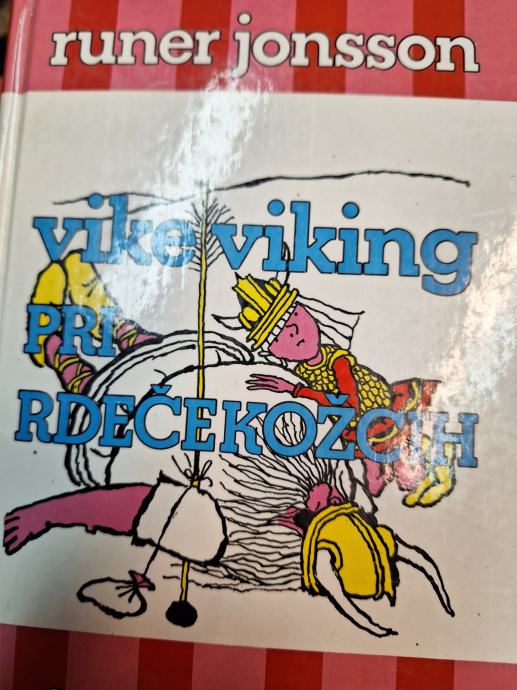 runer jonsson
vike viking
PRI
RDEČEKOŽCIH